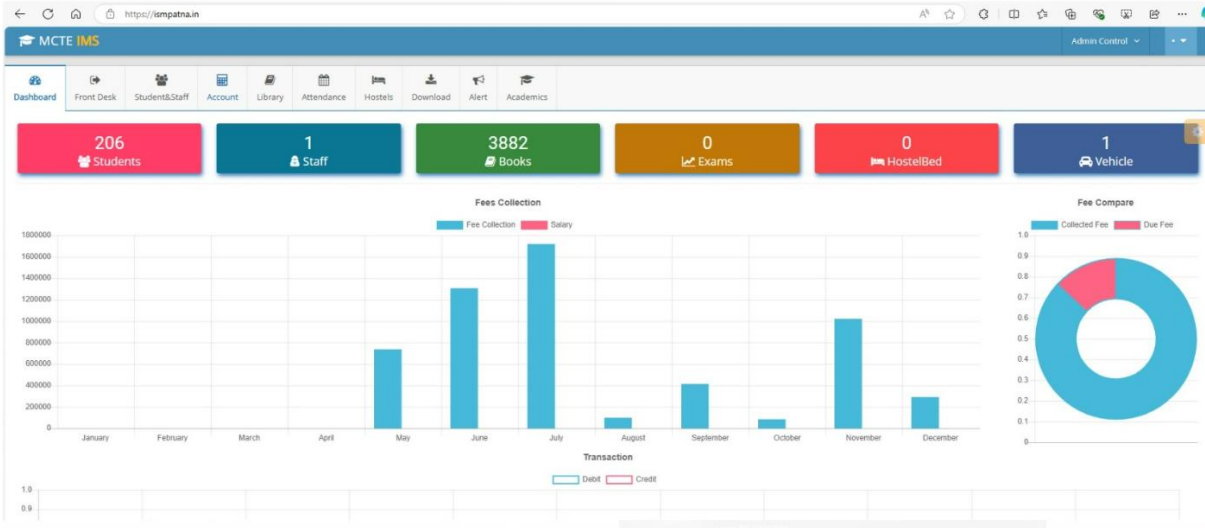 https://ismpatna.in
MCTE IMS
Admin Control
Dashboard
Front Desk
Student&Staff
Account
Library
Attendance
Hostels
Download
Alert
Academics
206
Students
1
Staff
3882
Books
0
Exams
0
HostelBed
1
Vehicle
Fees Collection
Fee Collection Salary
1800000
1600000
1400000
1200000
1000000
800000
600000
400000
200000
0
January February March April May June July August September October November December
Fee Compare
Collected Fee Due Fee
1.0
0.9
0.8
0.7
0.6
0.5
0.4
0.3
0.2
0.1
0
Transaction
Debit Credit
1.0
0.9